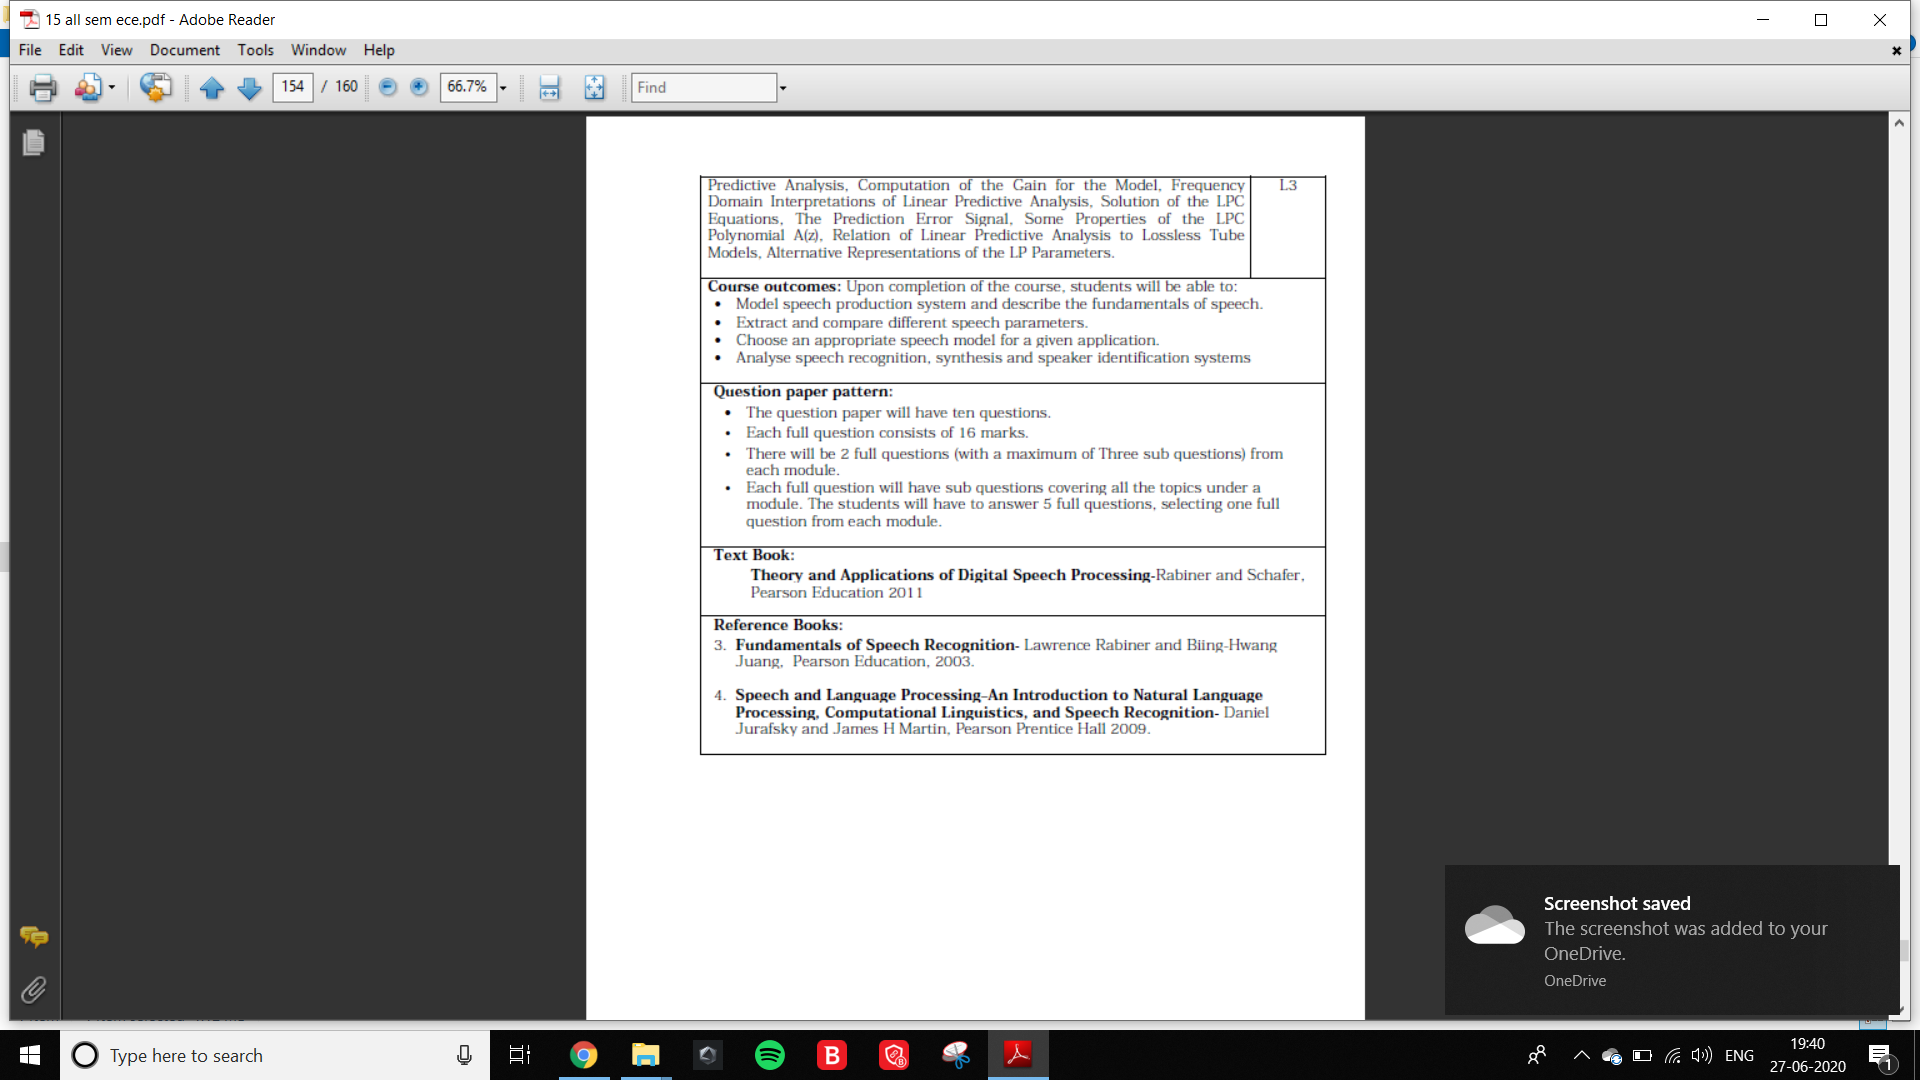 15 all sem ece.pdf - Adobe Reader
File Edit View Document Tools Window Help
154 / 160 66.7% Find
Predictive Analysis, Computation of the Gain for the Model, Frequency L3
Domain Interpretations of Linear Predictive Analysis, Solution of the LPC
Equations, The Prediction Error Signal, Some Properties of the LPC
Polynomial A(z), Relation of Linear Predictive Analysis to Lossless Tube
Models, Alternative Representations of the LP Parameters.
Course outcomes: Upon completion of the course, students will be able to:
• Model speech production system and describe the fundamentals of speech.
• Extract and compare different speech parameters.
• Choose an appropriate speech model for a given application.
• Analyse speech recognition, synthesis and speaker identification systems
Question paper pattern:
• The question paper will have ten questions.
• Each full question consists of 16 marks.
• There will be 2 full questions (with a maximum of Three sub questions) from
each module.
• Each full question will have sub questions covering all the topics under a
module. The students will have to answer 5 full questions, selecting one full
question from each module.
Text Book:
Theory and Applications of Digital Speech Processing-Rabiner and Schafer,
Pearson Education 2011
Reference Books:
3. Fundamentals of Speech Recognition- Lawrence Rabiner and Biing-Hwang
Juang, Pearson Education, 2003.
4. Speech and Language Processing–An Introduction to Natural Language
Processing, Computational Linguistics, and Speech Recognition- Daniel
Jurafsky and James H Martin, Pearson Prentice Hall 2009.
Screenshot saved
The screenshot was added to your
OneDrive.
OneDrive
Type here to search
B
B
ENG
19:40
27-06-2020
1